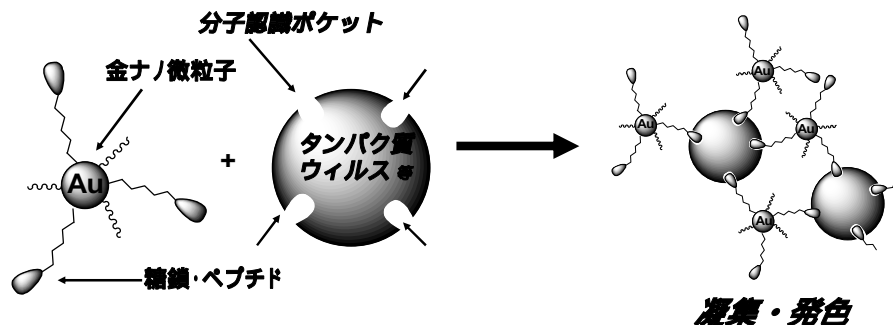 分子認識ポケット
金ナノ微粒子
Au
+
タンパク質
ウィルス 等
糖鎖・ペプチド
Au
Au
Au
Au
凝集・発色